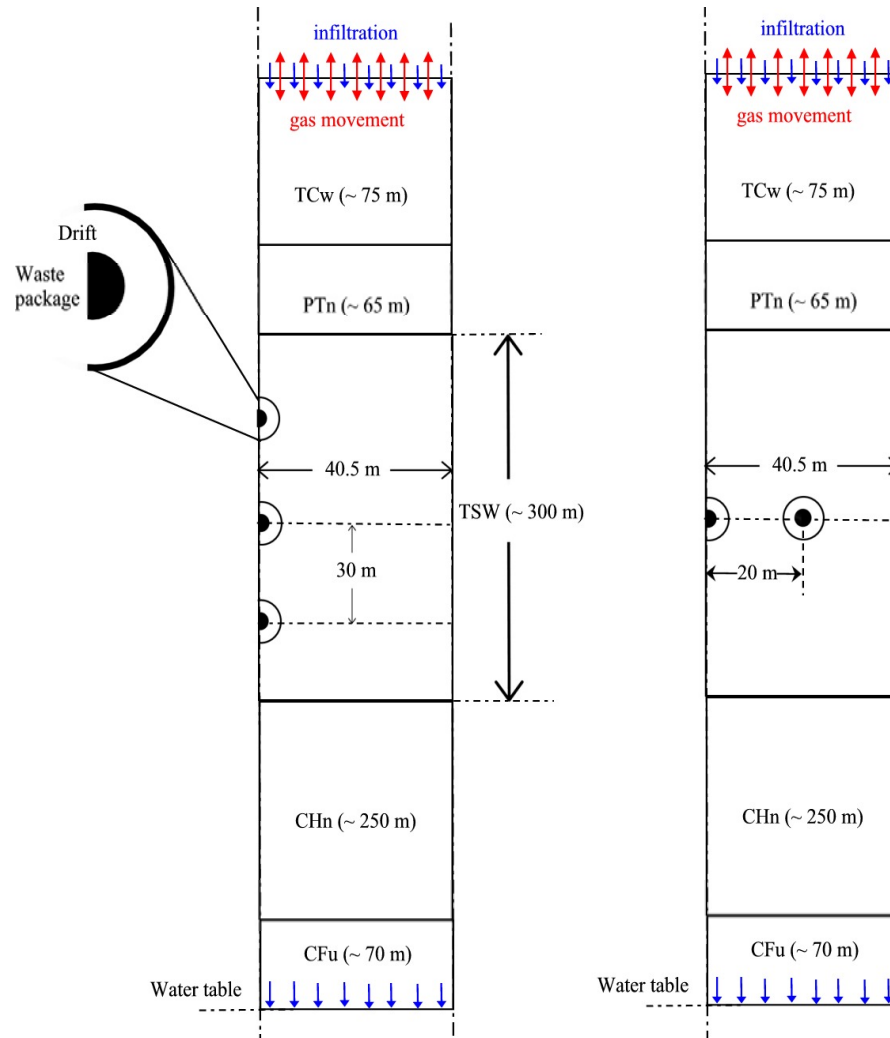 infiltration
gas movement
TCw (~ 75 m)
Drift
Waste
package
PTn (~ 65 m)
40.5 m
TSW (~ 300 m)
30 m
CHn (~ 250 m)
CFu (~ 70 m)
Water table
infiltration
gas movement
TCw (~ 75 m)
PTn (~ 65 m)
40.5 m
20 m
CHn (~ 250 m)
CFu (~ 70 m)
Water table